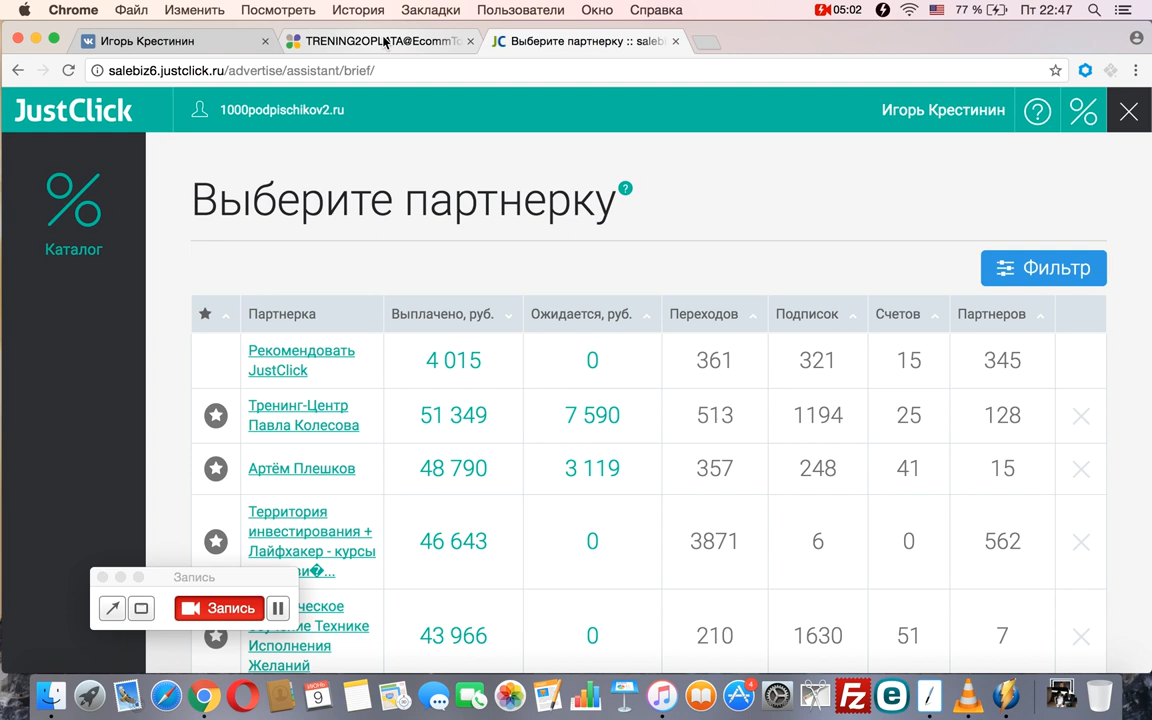 Chrome Файл Изменить Посмотреть История Закладки Пользователи Окно Справка 05:02 77 % Пт 22:47
Игорь Крестинин TRENING2OPLATA@EcommTo Выберите партнерку :: salebi
salebiz6.justclick.ru/advertise/assistant/brief/
JustClick 1000podpischikov2.ru Игорь Крестинин ?
Каталог
Выберите партнерку ?
Фильтр
Партнерка Выплачено, руб. Ожидается, руб. Переходов Подписок Счетов Партнеров
Рекомендовать
JustClick 4 015 0 361 321 15 345
Тренинг-Центр
Павла Колесова 51 349 7 590 513 1194 25 128
Артём Плешков 48 790 3 119 357 248 41 15
Территория
инвестирования +
Лайфхакер - курсы 46 643 0 3871 6 0 562
Запись
Запись
Технике
Исполнения
Желаний 43 966 0 210 1630 51 7
ИЮНЬ
9
4